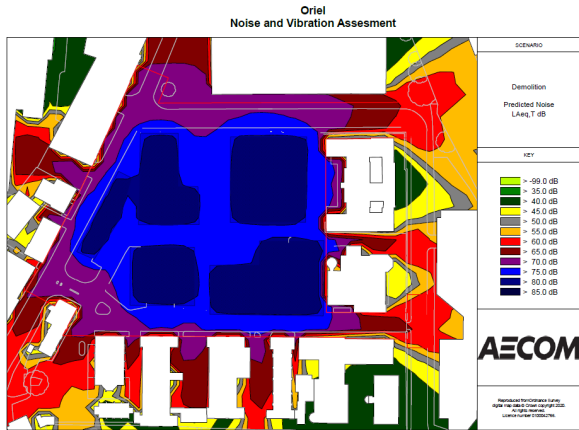 Oriel
Noise and Vibration Assesment
SCENARIO
Demolition
Predicted Noise
LAeq,T dB
KEY
> -99.0 dB
> 35.0 dB
> 40.0 dB
> 45.0 dB
> 50.0 dB
> 55.0 dB
> 60.0 dB
> 65.0 dB
> 70.0 dB
> 75.0 dB
> 80.0 dB
> 85.0 dB
AECOM
Reproduced from Ordnance Survey
digital map data © Crown copyright 2020.
All rights reserved.
Licence number